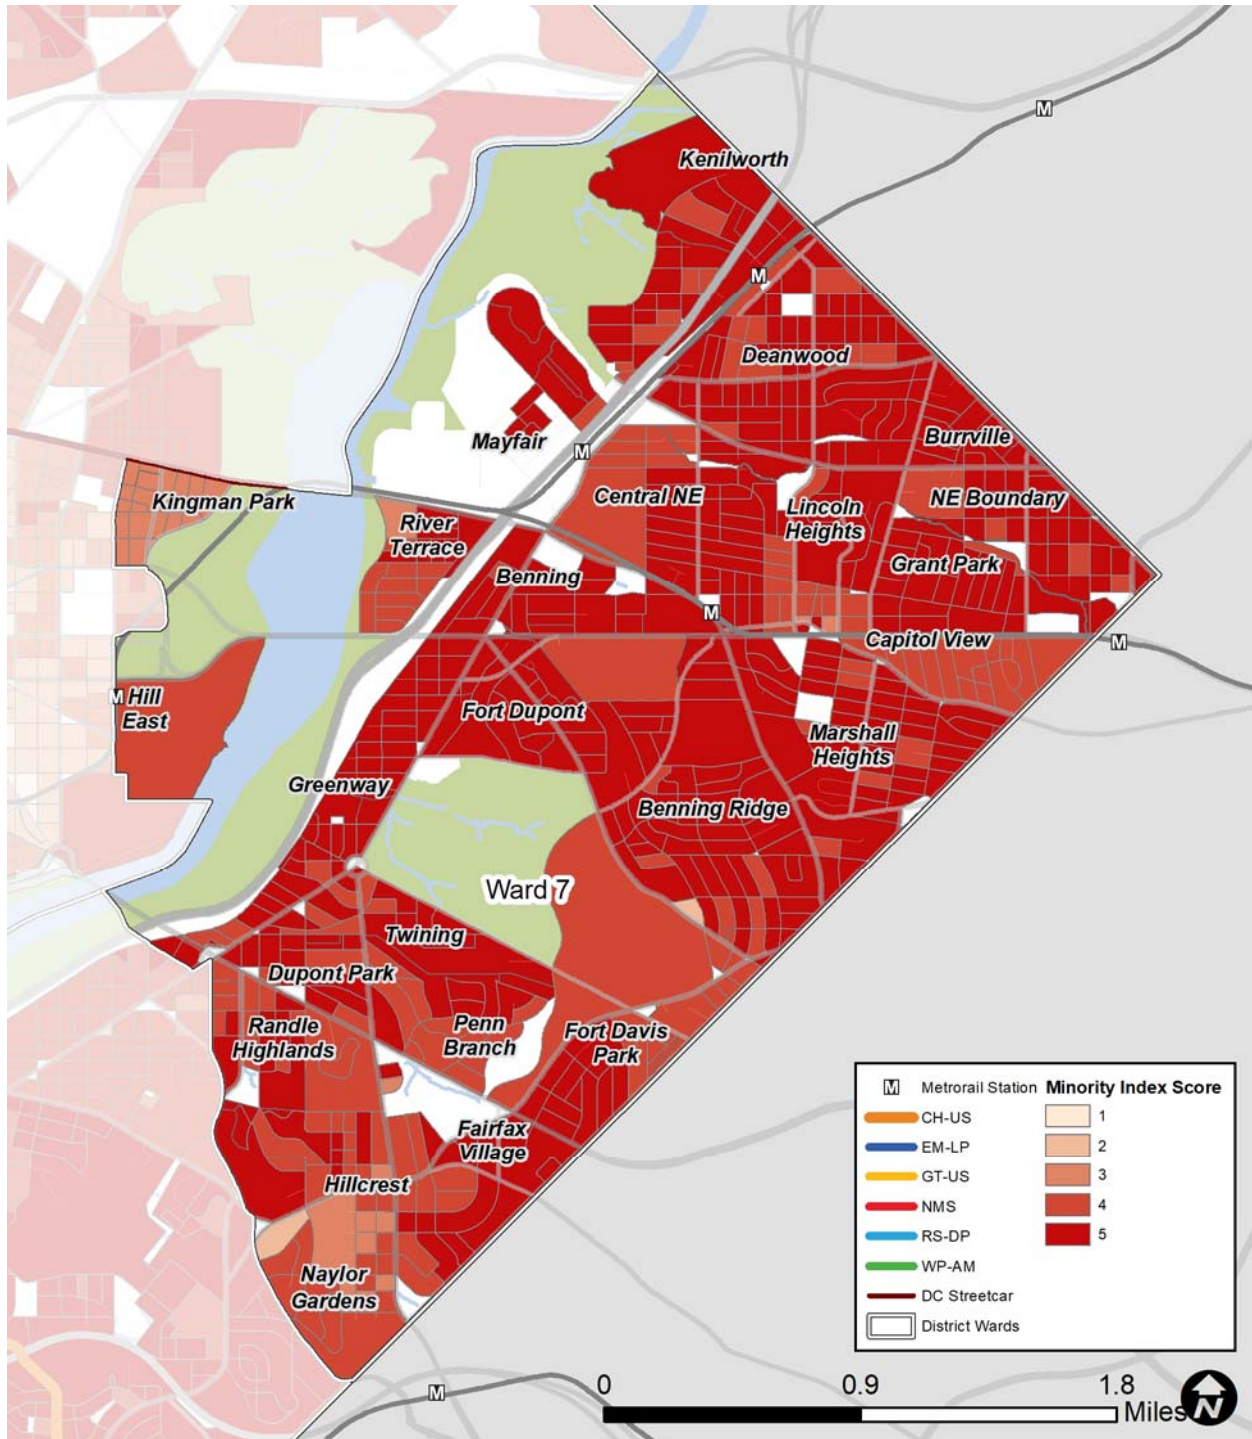 Kenilworth
M
M
Deanwood
Burrville
Mayfair
M
Kingman Park
Central NE
NE Boundary
Lincoln
Heights
River
Terrace
Grant Park
Benning
M
Capitol View
M
M
Hill
East
Fort Dupont
Marshall
Heights
Greenway
Benning Ridge
Ward 7
Twining
Dupont Park
Randle
Highlands
Penn
Branch
Fort Davis
Park
Fairfax
Village
Hillcrest
Naylor
Gardens
M
M Metrorail Station
CH-US
EM-LP
GT-US
NMS
RS-DP
WP-AM
DC Streetcar
District Wards
Minority Index Score
1
2
3
4
5
0 0.9 1.8
Miles
N